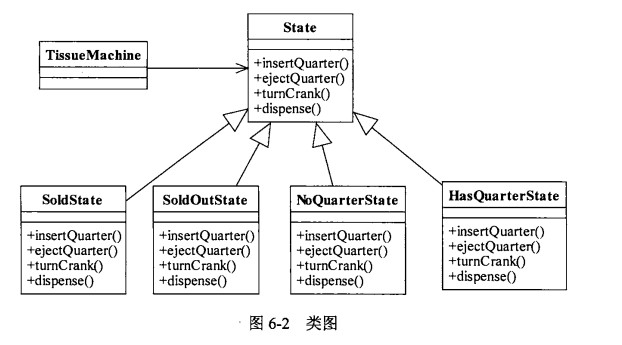 State
+insertQuarter()
+ejectQuarter()
+turnCrank()
+dispense()
TissueMachine
SoldState
+insertQuarter()
+ejectQuarter()
+turnCrank()
+dispense()
SoldOutState
+insertQuarter()
+ejectQuarter()
+turnCrank()
+dispense()
NoQuarterState
+insertQuarter()
+ejectQuarter()
+turnCrank()
+dispense()
HasQuarterState
+insertQuarter()
+ejectQuarter()
+turnCrank()
+dispense()
图 6-2 类图